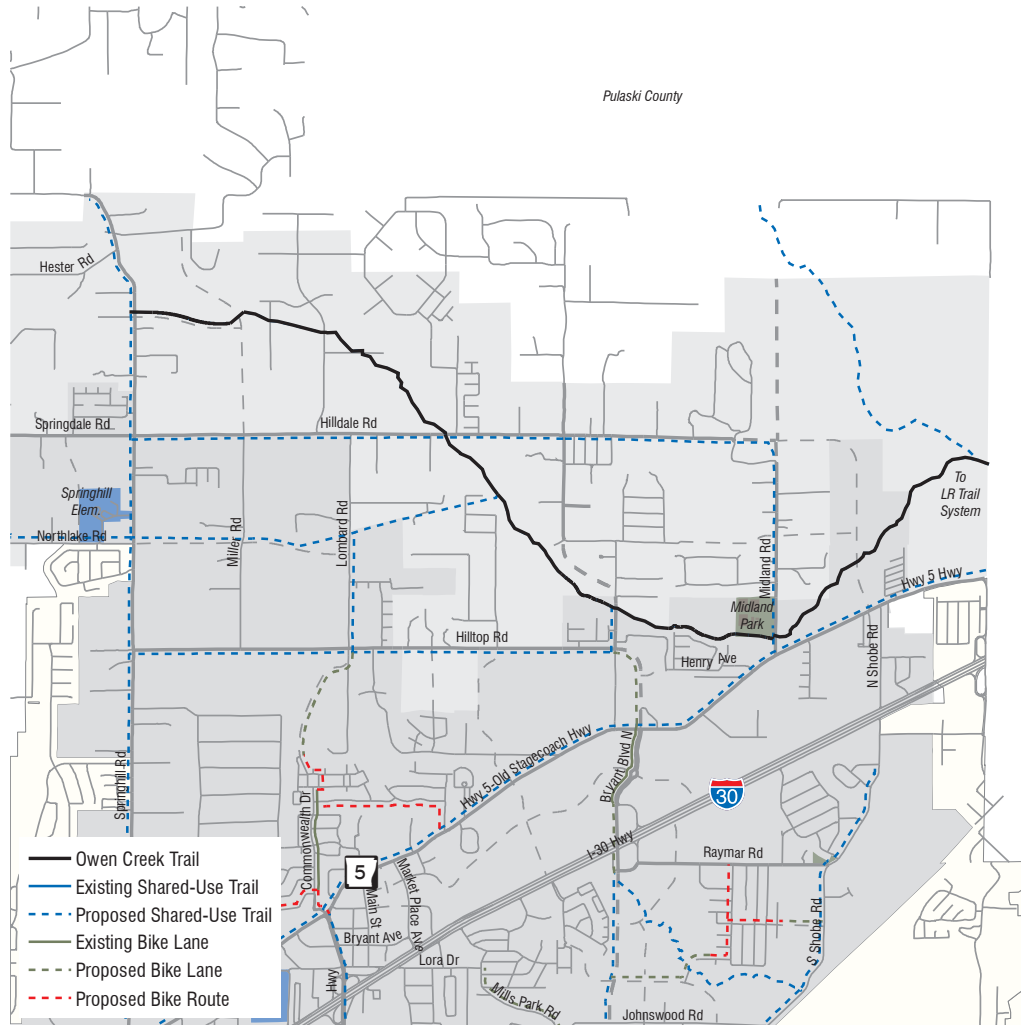 Pulaski County
Hester Rd
Springdale Rd
Hilldale Rd
Springhill
Elem.
Northlake Rd
Miller Rd
Lombard Rd
Midland Rd
To
LR Trail
System
Hwy 5 Hwy
Midland
Park
Hilltop Rd
Henry Ave
N Shobe Rd
Springhill Rd
Hwy 5-Old Stagecoach Hwy
Bryant Blvd N
30
I-30 Hwy
Commonwealth Dr
Raymar Rd
5
Main St
Market Place Ave
Bryant Ave
Lora Dr
Hwy
Mills Park Rd
S Shobe Rd
Johnswood Rd
Owen Creek Trail
Existing Shared-Use Trail
Proposed Shared-Use Trail
Existing Bike Lane
Proposed Bike Lane
Proposed Bike Route